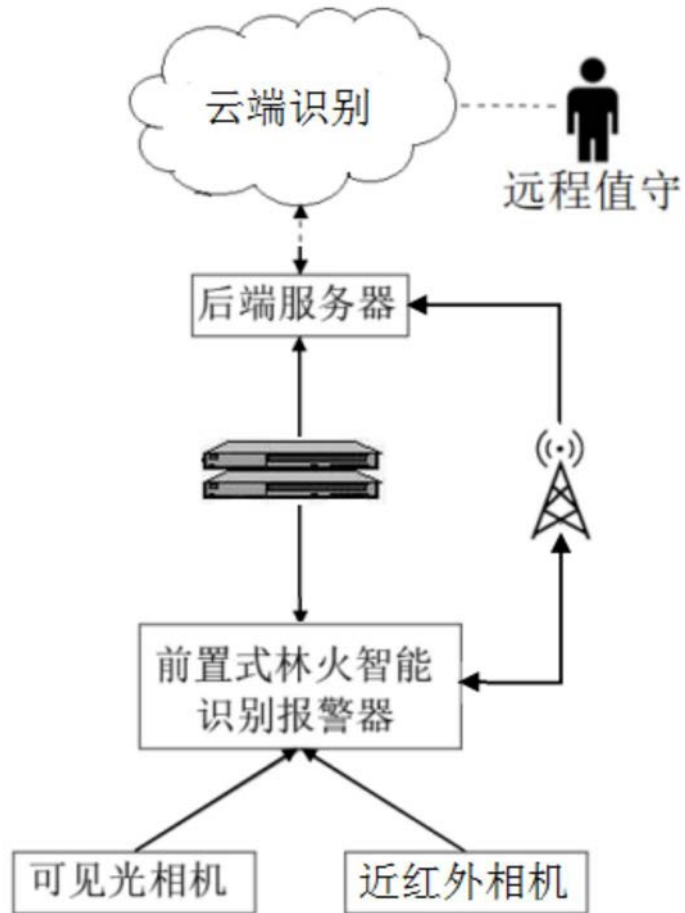 云端识别
远程值守
后端服务器
前置式林火智能
识别报警器
可见光相机
近红外相机